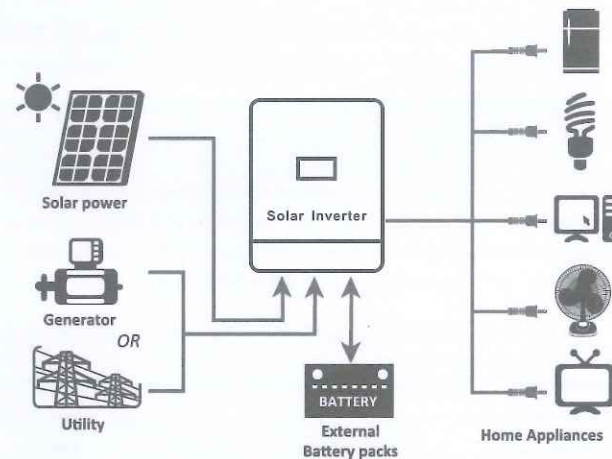 Solar power
Solar Inverter
Generator
OR
Utility
BATTERY
External
Battery packs
Home Appliances